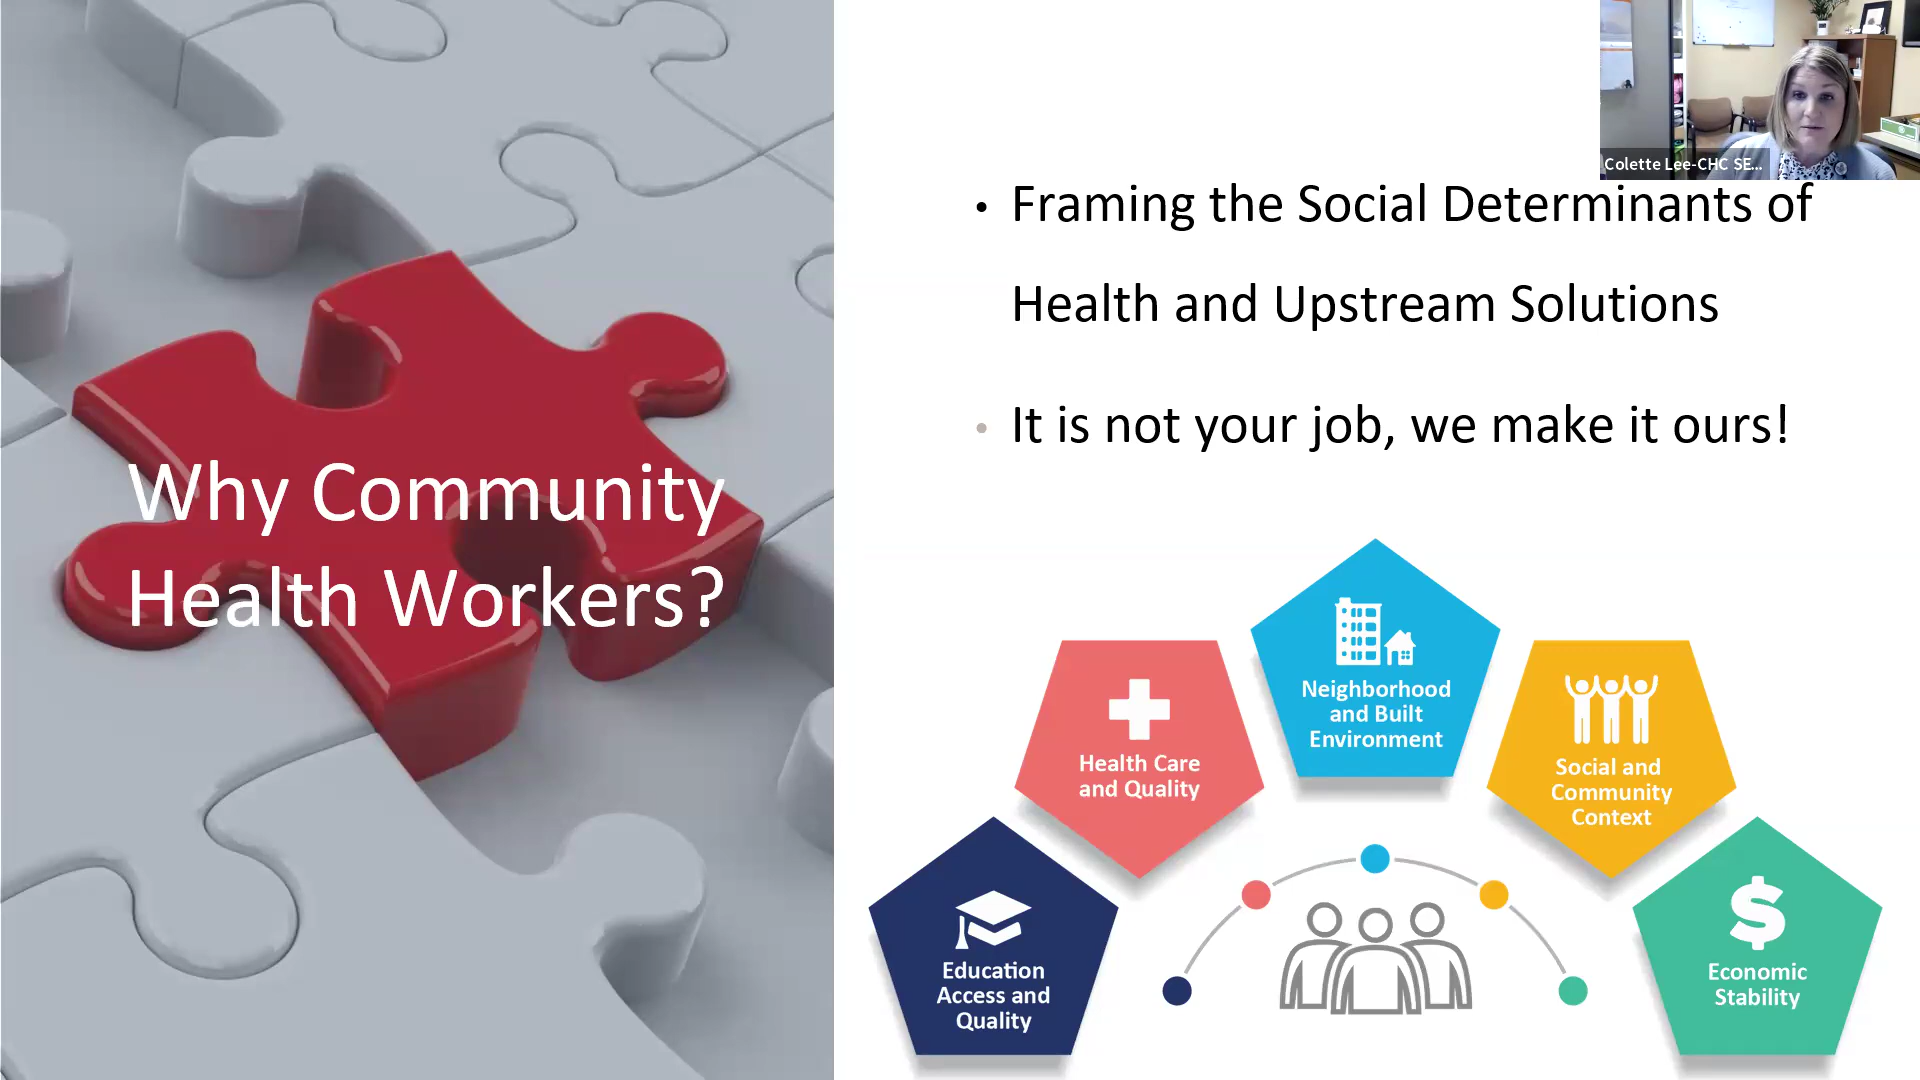 Why Community
Health Workers?
Colette Lee-CHC SE...
• Framing the Social Determinants of
Health and Upstream Solutions
• It is not your job, we make it ours!
Neighborhood
and Built
Environment
Health Care
and Quality
Social and
Community
Context
Education
Access and
Quality
$
Economic
Stability